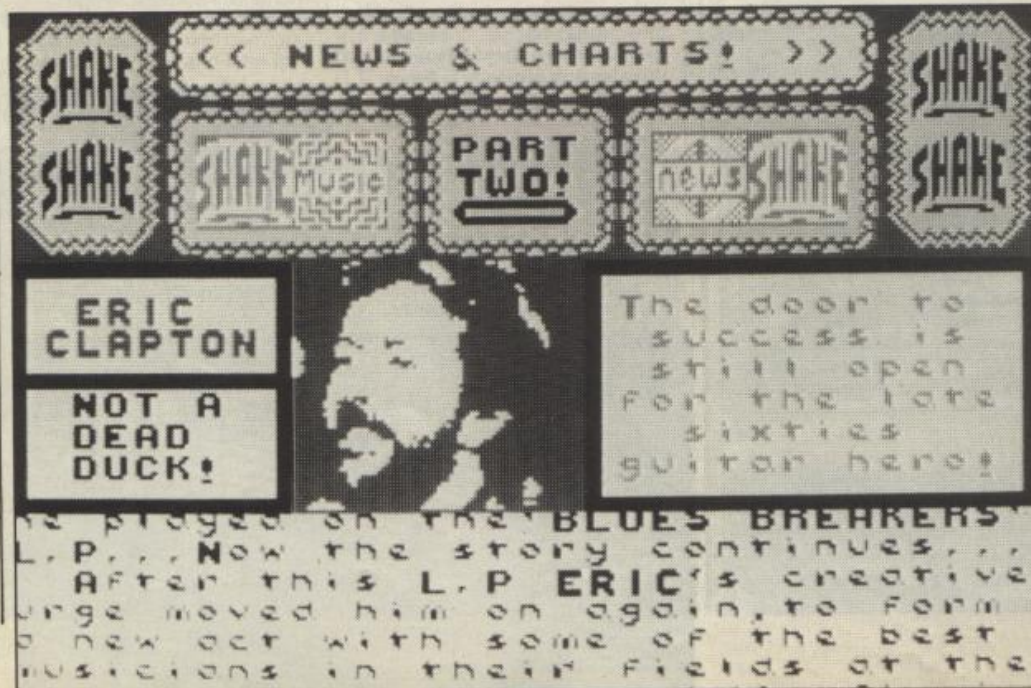 << NEWS & CHARTS! >>
SHAKE
SHAKE
SHAKE Music
PART
TWO!
news SHAKE
SHAKE
SHAKE
ERIC
CLAPTON
NOT A
DEAD
DUCK!
The door to
success is
still open
for the late
sixties
guitar hero!
he played on the 'BLUES BREAKERS'
L.P...Now the story continues...
After this L.P ERIC's creative
urge moved him on again, to form
a new act with some of the best
musicians in their fields at the